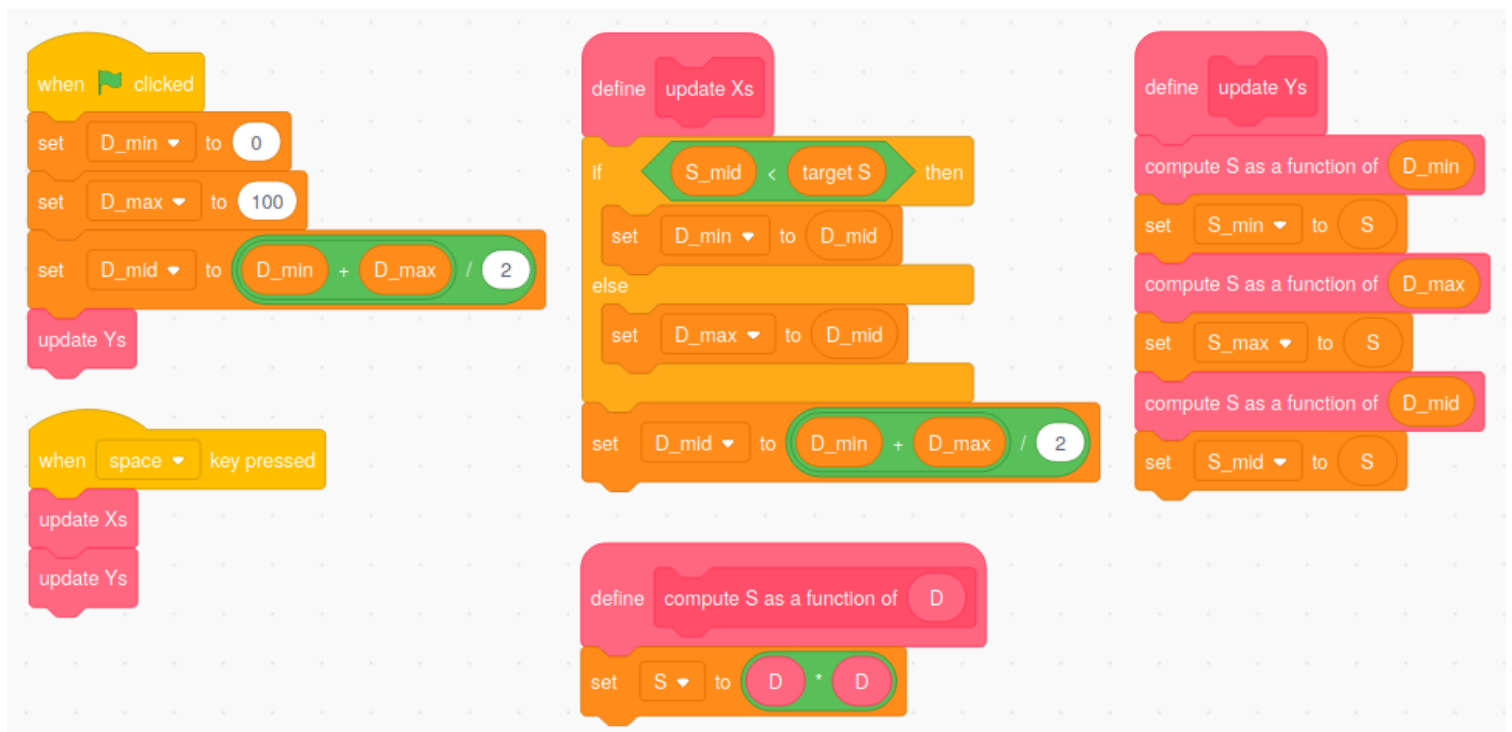 when clicked
set D_min to 0
set D_max to 100
set D_mid to D_min + D_max / 2
update Ys
when space key pressed
update Xs
update Ys
define update Xs
if S_mid < target S then
set D_min to D_mid
else
set D_max to D_mid
set D_mid to D_min + D_max / 2
define compute S as a function of D
set S to D * D
define update Ys
compute S as a function of D_min
set S_min to S
compute S as a function of D_max
set S_max to S
compute S as a function of D_mid
set S_mid to S